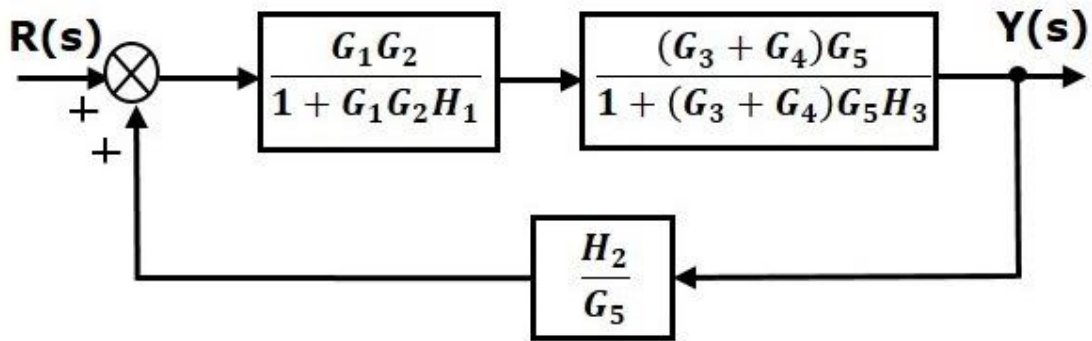 R(s)
Y(s)
G₁G₂
1 + G₁G₂H₁
(G₃ + G₄)G₅
1 + (G₃ + G₄)G₅H₃
+
+
H₂
G₅